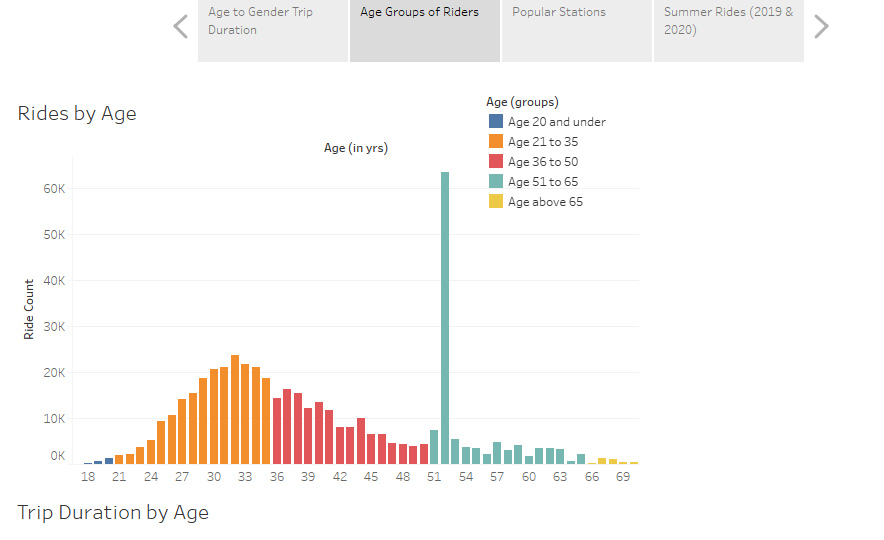 Age to Gender Trip
Duration
Age Groups of Riders
Popular Stations
Summer Rides (2019 &
2020)
Rides by Age
Age (groups)
Age 20 and under
Age 21 to 35
Age 36 to 50
Age 51 to 65
Age above 65
Age (in yrs)
60K
50K
40K
30K
20K
10K
0K
Ride Count
18 21 24 27 30 33 36 39 42 45 48 51 54 57 60 63 66 69
Trip Duration by Age